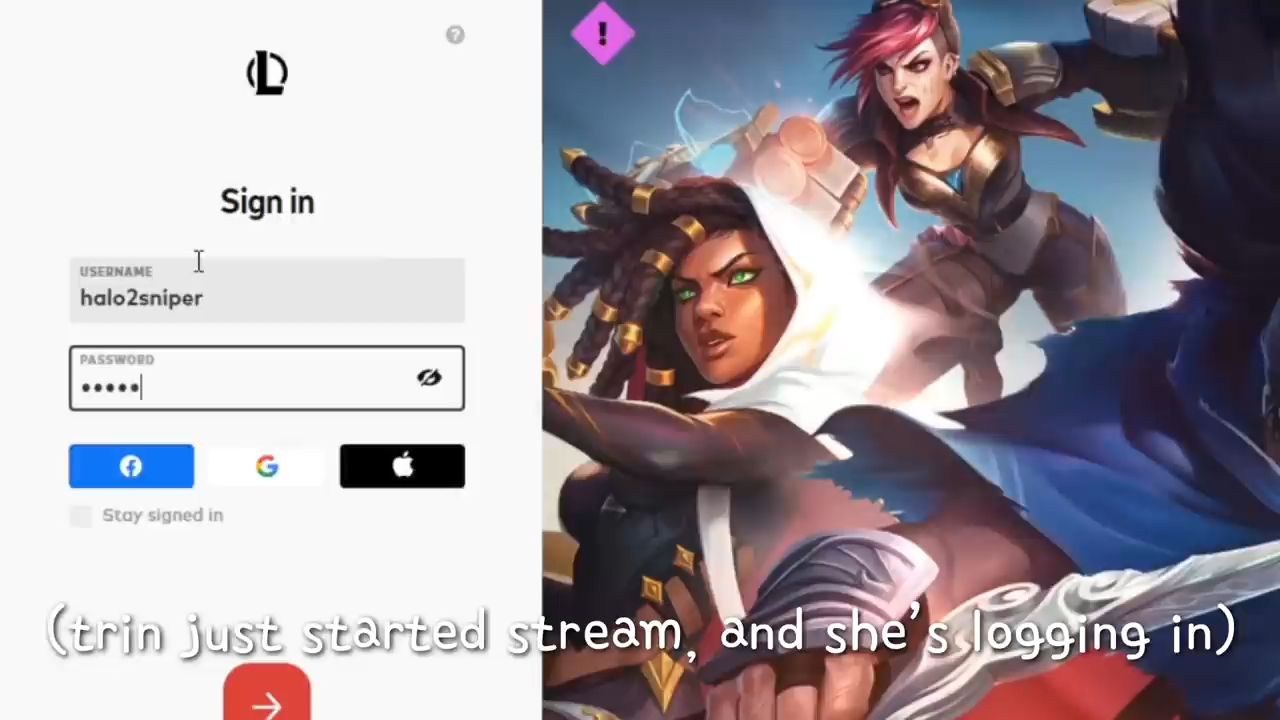 Sign in
USERNAME
halo2sniper
PASSWORD
•••••
Stay signed in
(trin just started stream, and she's logging in)